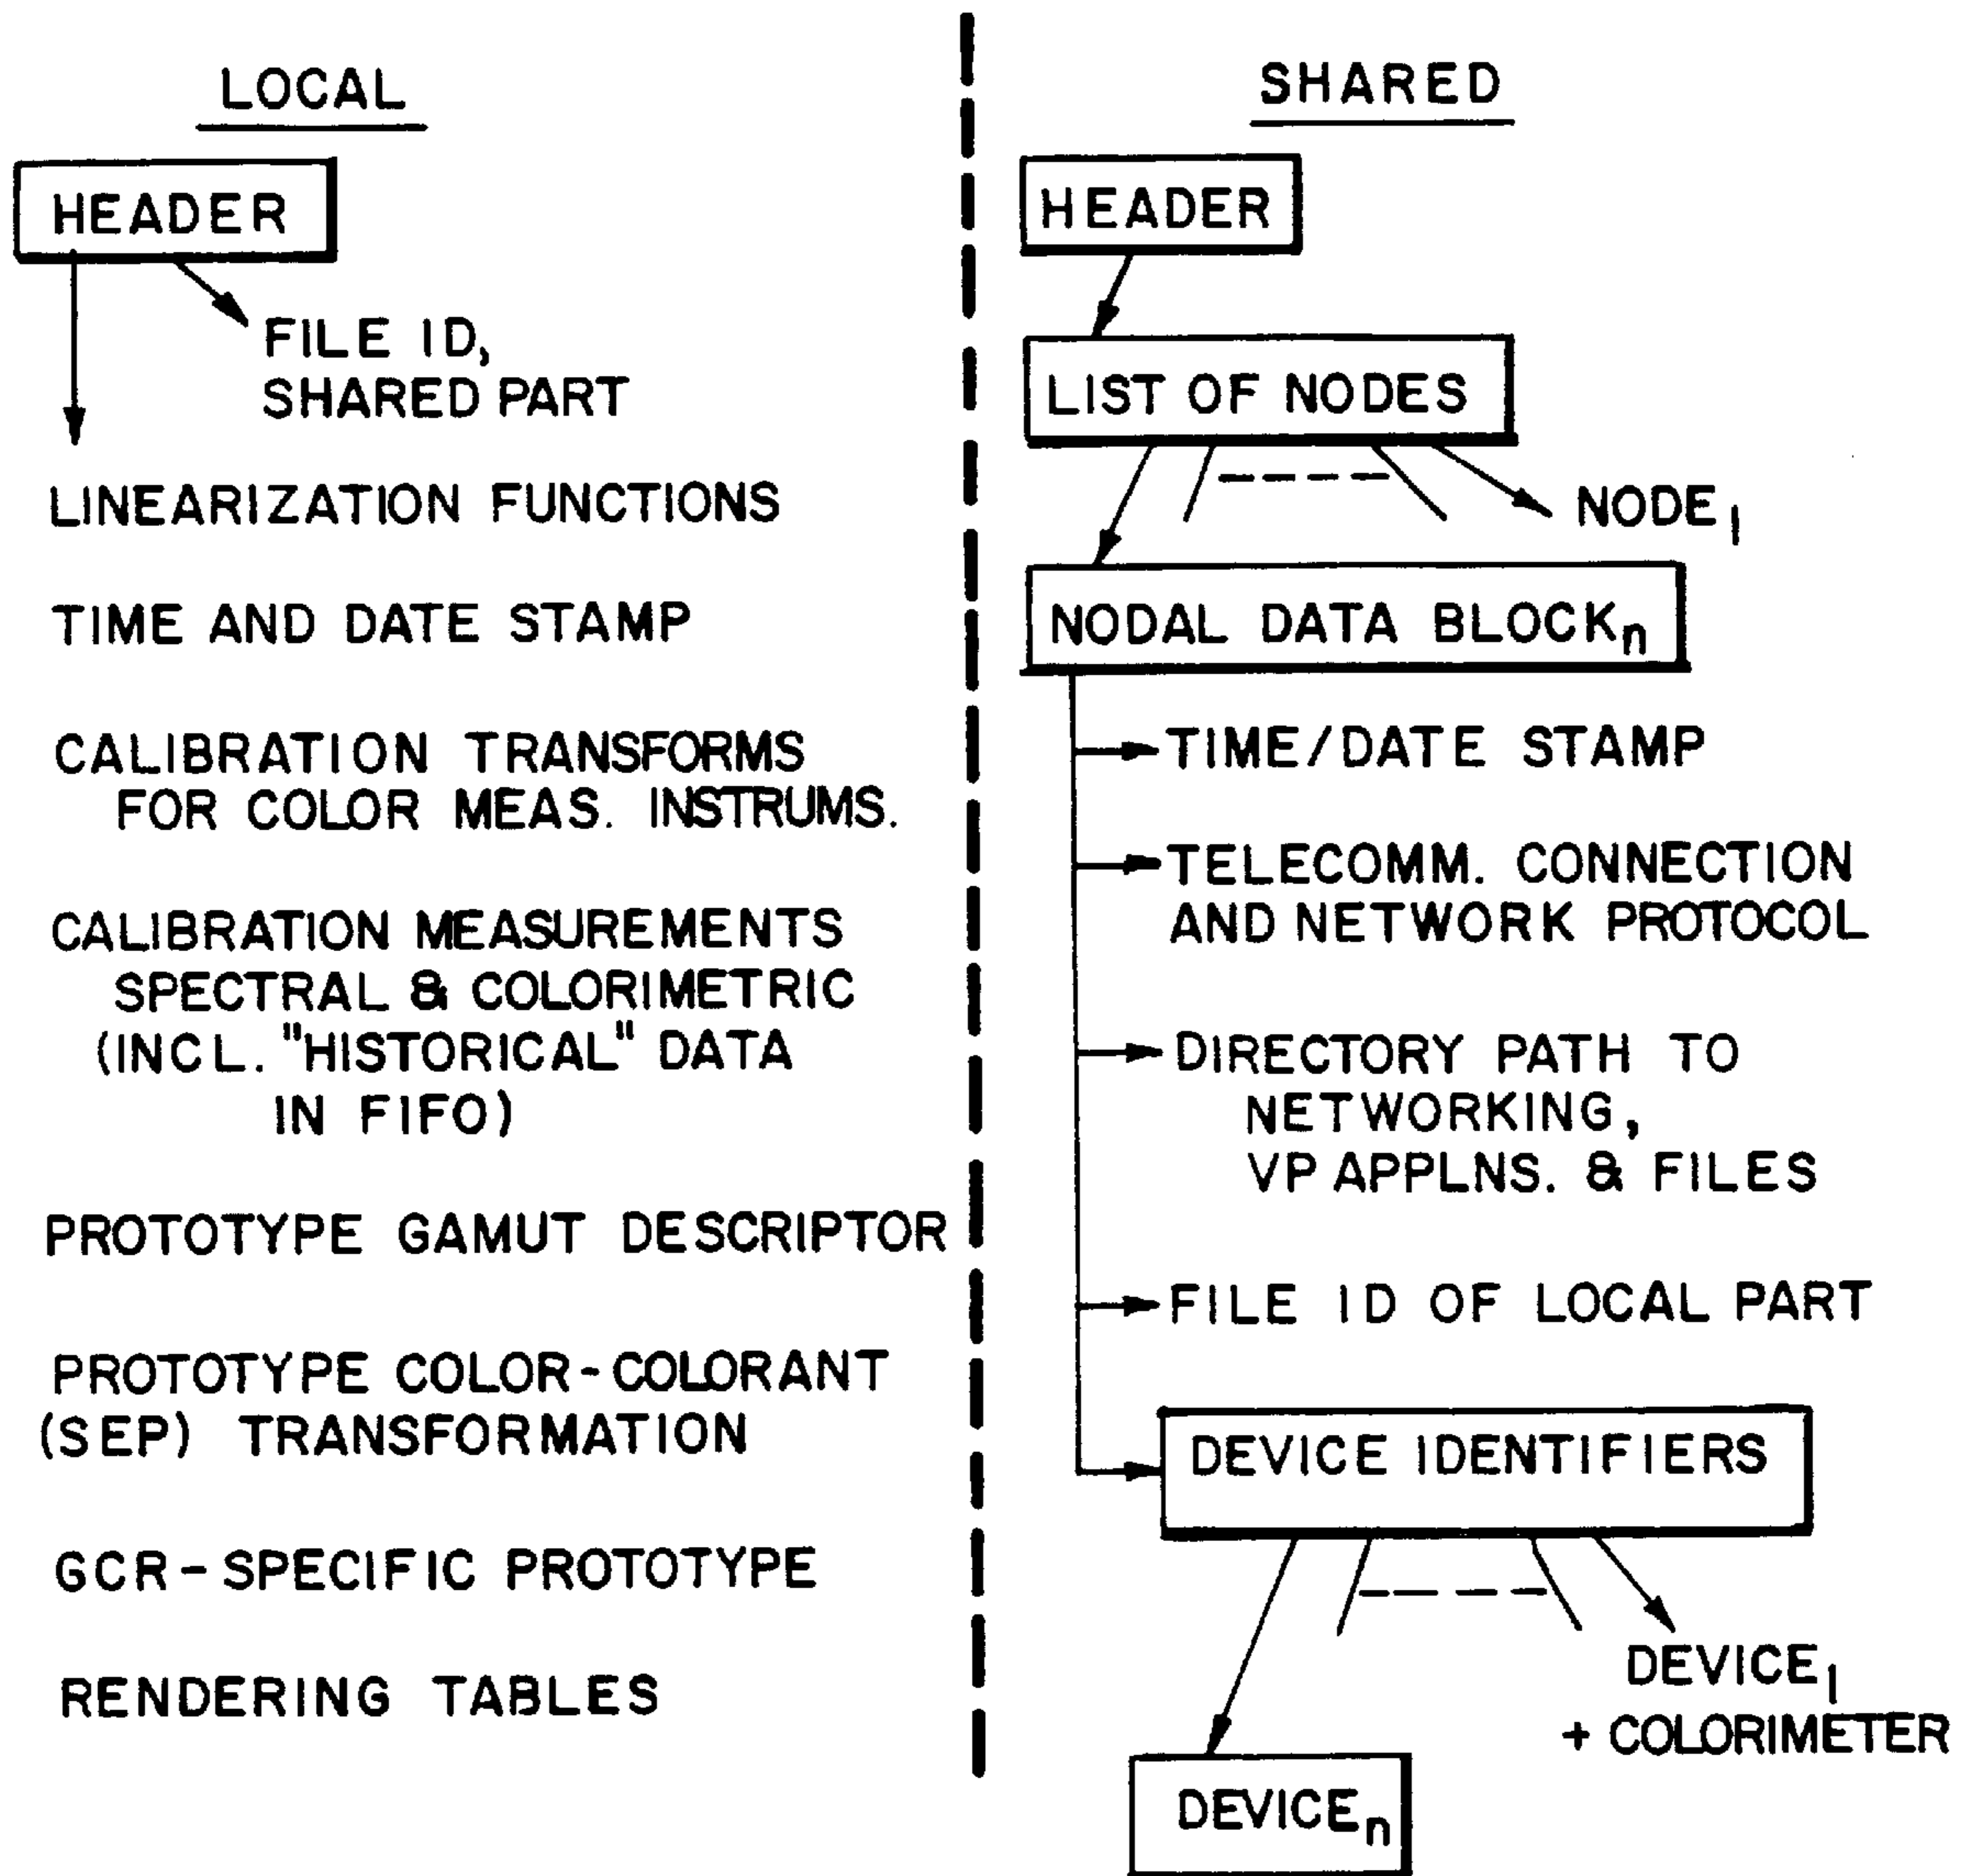 LOCAL
HEADER
FILE ID,
SHARED PART
LINEARIZATION FUNCTIONS
TIME AND DATE STAMP
CALIBRATION TRANSFORMS
FOR COLOR MEAS. INSTRUMS.
CALIBRATION MEASUREMENTS
SPECTRAL & COLORIMETRIC
(INCL. "HISTORICAL" DATA
IN FIFO)
PROTOTYPE GAMUT DESCRIPTOR
PROTOTYPE COLOR-COLORANT
(SEP) TRANSFORMATION
GCR-SPECIFIC PROTOTYPE
RENDERING TABLES
SHARED
HEADER
LIST OF NODES
NODE1
NODAL DATA BLOCKn
TIME/DATE STAMP
TELECOMM. CONNECTION
AND NETWORK PROTOCOL
DIRECTORY PATH TO
NETWORKING,
VP APPLNS. & FILES
FILE ID OF LOCAL PART
DEVICE IDENTIFIERS
DEVICE1
+ COLORIMETER
DEVICEn